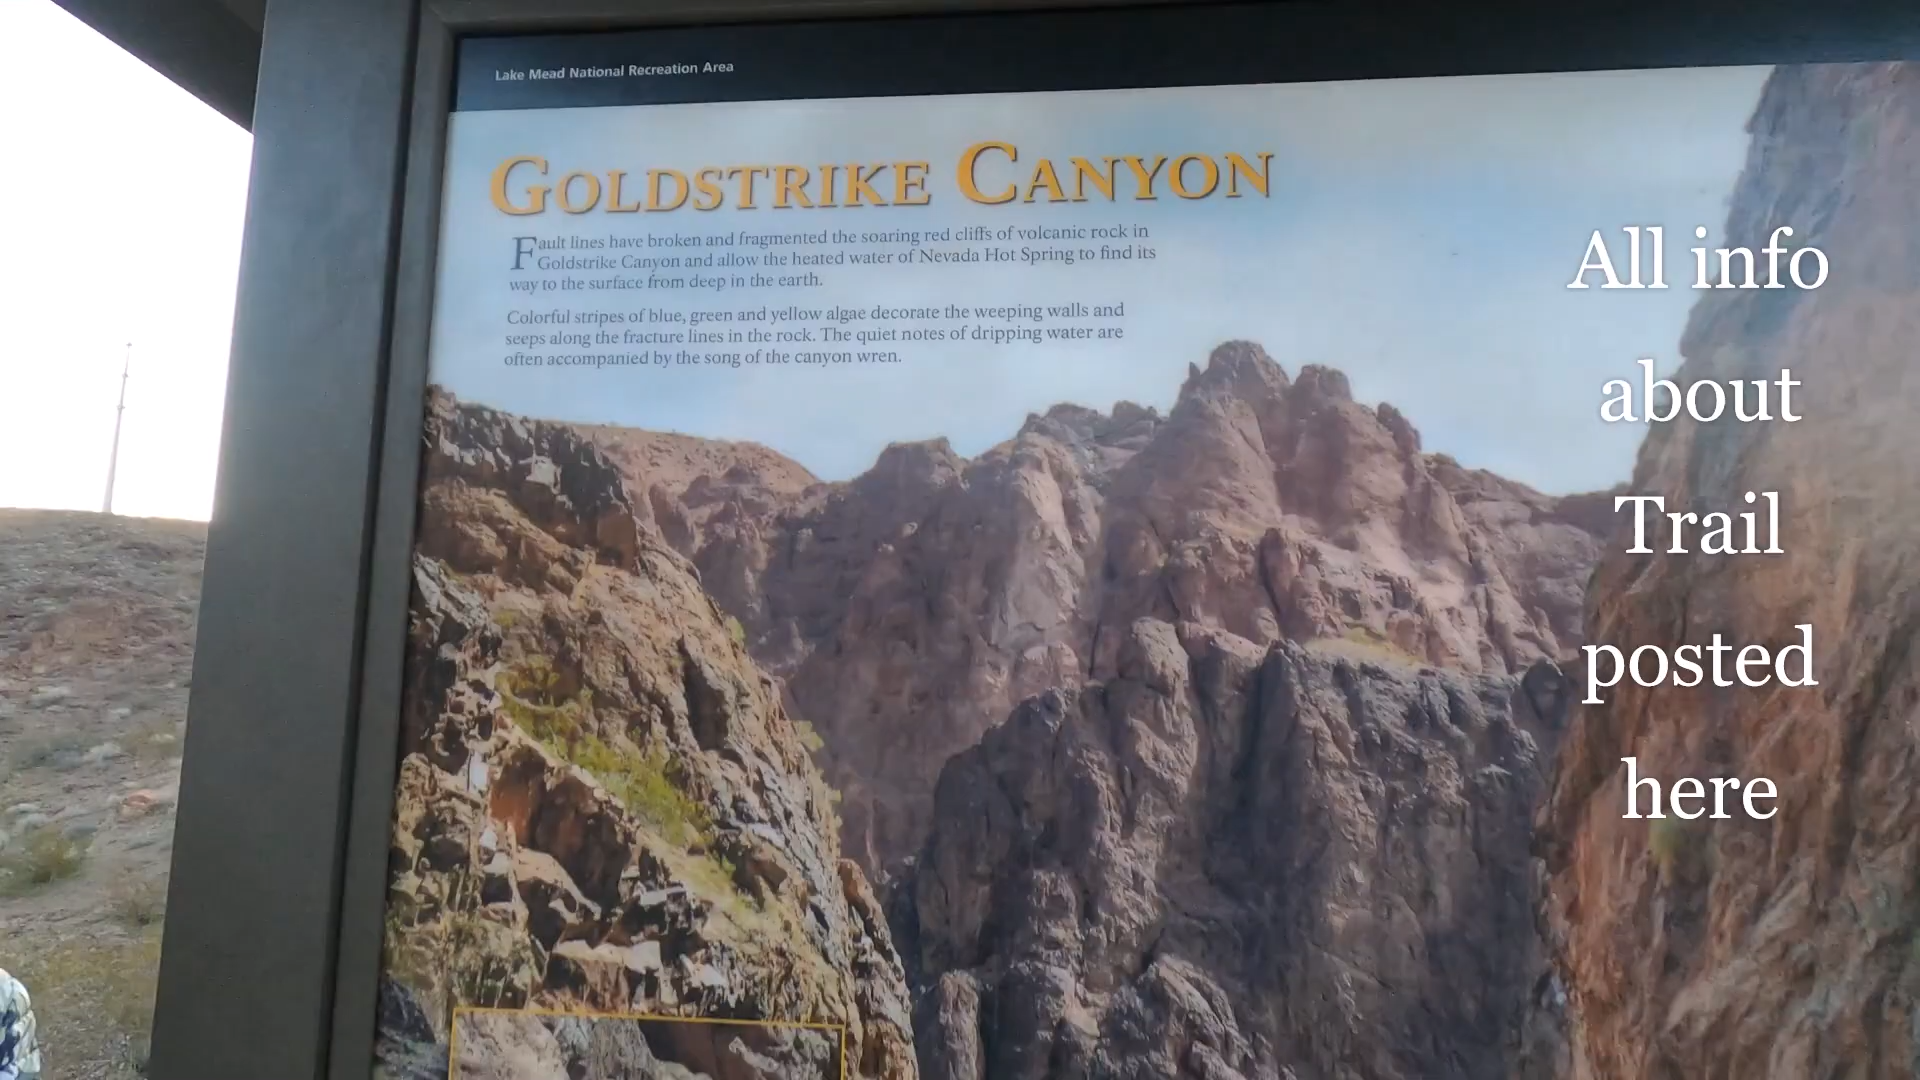 Lake Mead National Recreation Area
GOLDSTRIKE CANYON
Fault lines have broken and fragmented the soaring red cliffs of volcanic rock in
Goldstrike Canyon and allow the heated water of Nevada Hot Spring to find its
way to the surface from deep in the earth.
Colorful stripes of blue, green and yellow algae decorate the weeping walls and
seeps along the fracture lines in the rock. The quiet notes of dripping water are
often accompanied by the song of the canyon wren.
All info
about
Trail
posted
here